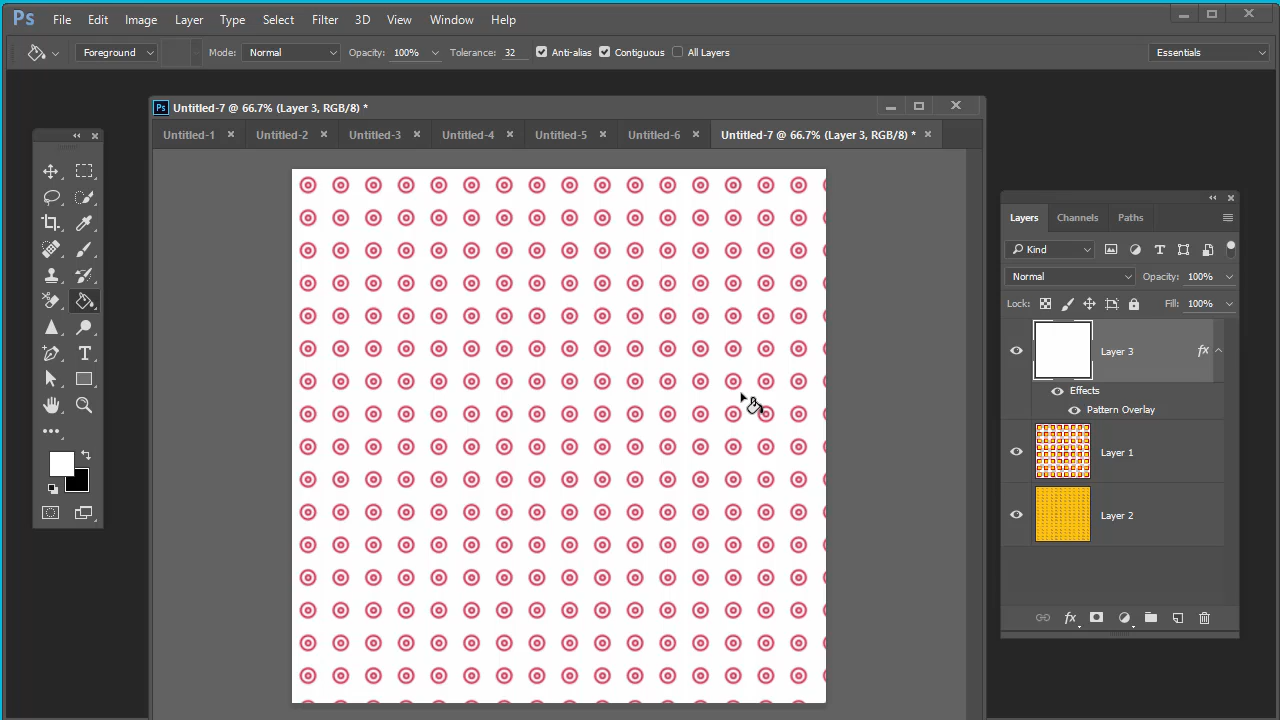 Ps File Edit Image Layer Type Select Filter 3D View Window Help
Foreground Mode: Normal Opacity: 100% Tolerance: 32 Anti-alias Contiguous All Layers Essentials
Ps Untitled-7 @ 66.7% (Layer 3, RGB/8) *
Untitled-1 Untitled-2 Untitled-3 Untitled-4 Untitled-5 Untitled-6 Untitled-7 @ 66.7% (Layer 3, RGB/8) *
Layers Channels Paths
Kind
Normal Opacity: 100%
Lock: Fill: 100%
Layer 3 fx
Effects
Pattern Overlay
Layer 1
Layer 2
fx